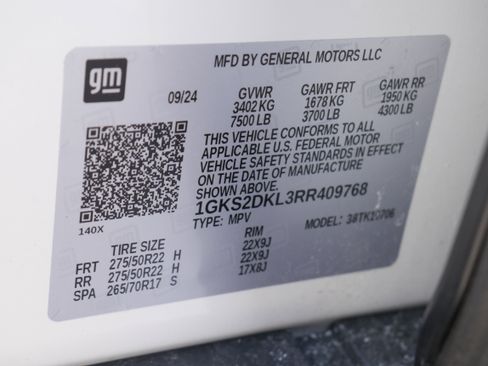 gm
MFD BY GENERAL MOTORS LLC
09/24 GVWR GAWR FRT GAWR RR
3402 KG 1678 KG 1950 KG
7500 LB 3700 LB 4300 LB
THIS VEHICLE CONFORMS TO ALL
APPLICABLE U.S. FEDERAL MOTOR
VEHICLE SAFETY STANDARDS IN EFFECT
ON THE DATE OF MANUFACTURE
SHOWN ABOVE.
1GKS2DKL3RR409768
140X TYPE: MPV MODEL: 38TK10706
TIRE SIZE RIM
FRT 275/50R22 H 22X9J
RR 275/50R22 H 22X9J
SPA 265/70R17 S 17X8J